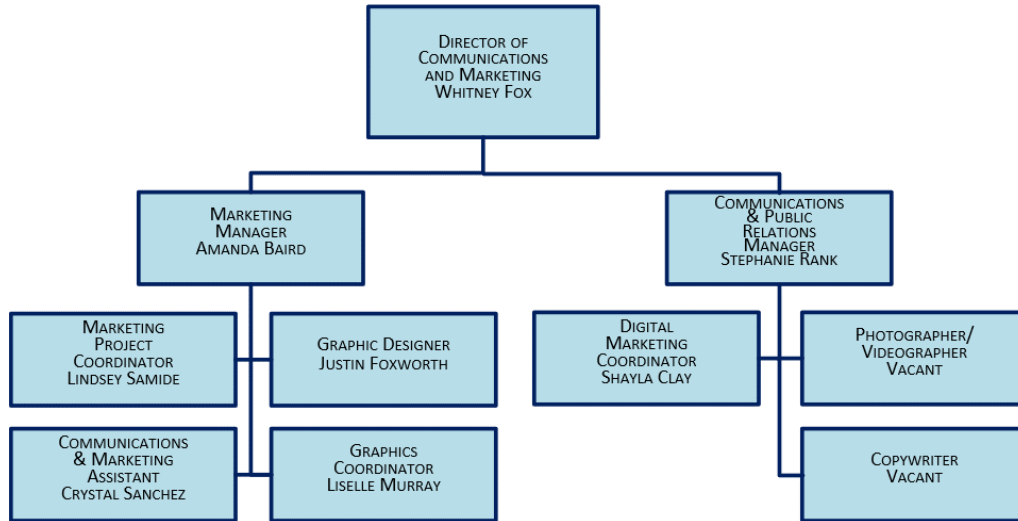 Director of
Communications
and Marketing
Whitney Fox
Marketing
Manager
Amanda Baird
Communications
& Public
Relations
Manager
Stephanie Rank
Marketing
Project
Coordinator
Lindsey Samide
Graphic Designer
Justin Foxworth
Digital
Marketing
Coordinator
Shayla Clay
Photographer/
Videographer
Vacant
Communications
& Marketing
Assistant
Crystal Sanchez
Graphics
Coordinator
Liselle Murray
Copywriter
Vacant